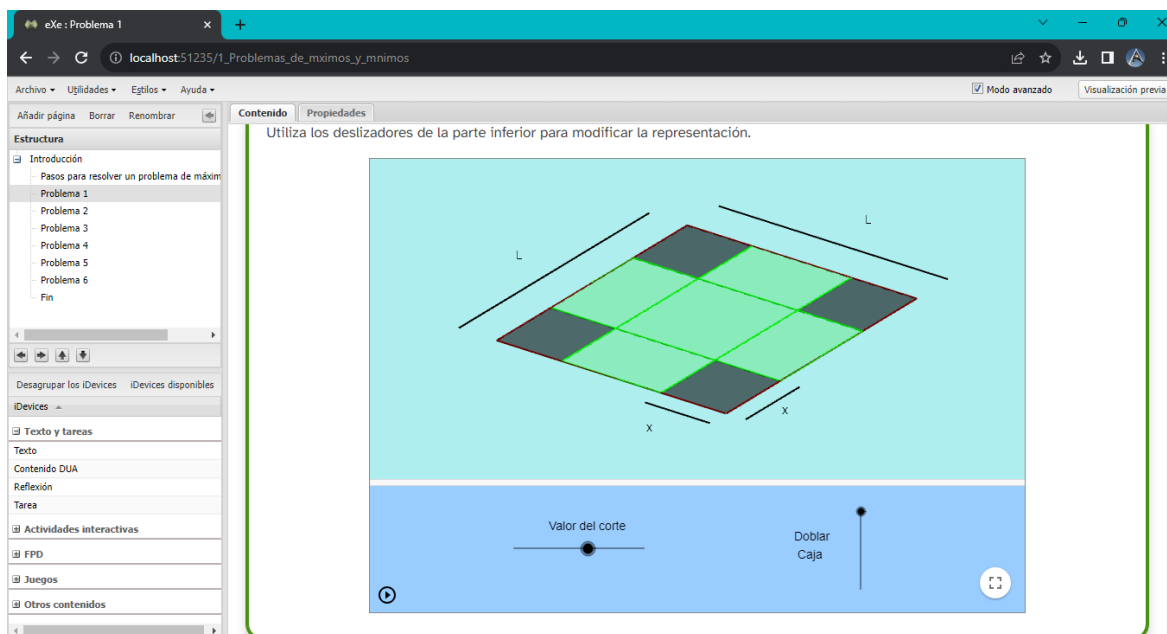 eXe : Problema 1
localhost:51235/1_Problemas_de_mximos_y_mnimos
Archivo Utilidades Estilos Ayuda
Modo avanzado
Visualización previa
Añadir página Borrar Renombrar
Estructura
Introducción
Pasos para resolver un problema de máxim
Problema 1
Problema 2
Problema 3
Problema 4
Problema 5
Problema 6
Fin
Desagrupar los iDevices iDevices disponibles
iDevices
Texto y tareas
Texto
Contenido DUA
Reflexión
Tarea
Actividades interactivas
FPD
Juegos
Otros contenidos
Contenido Propiedades
Utiliza los deslizadores de la parte inferior para modificar la representación.
L
L
x
x
Valor del corte
Doblar
Caja